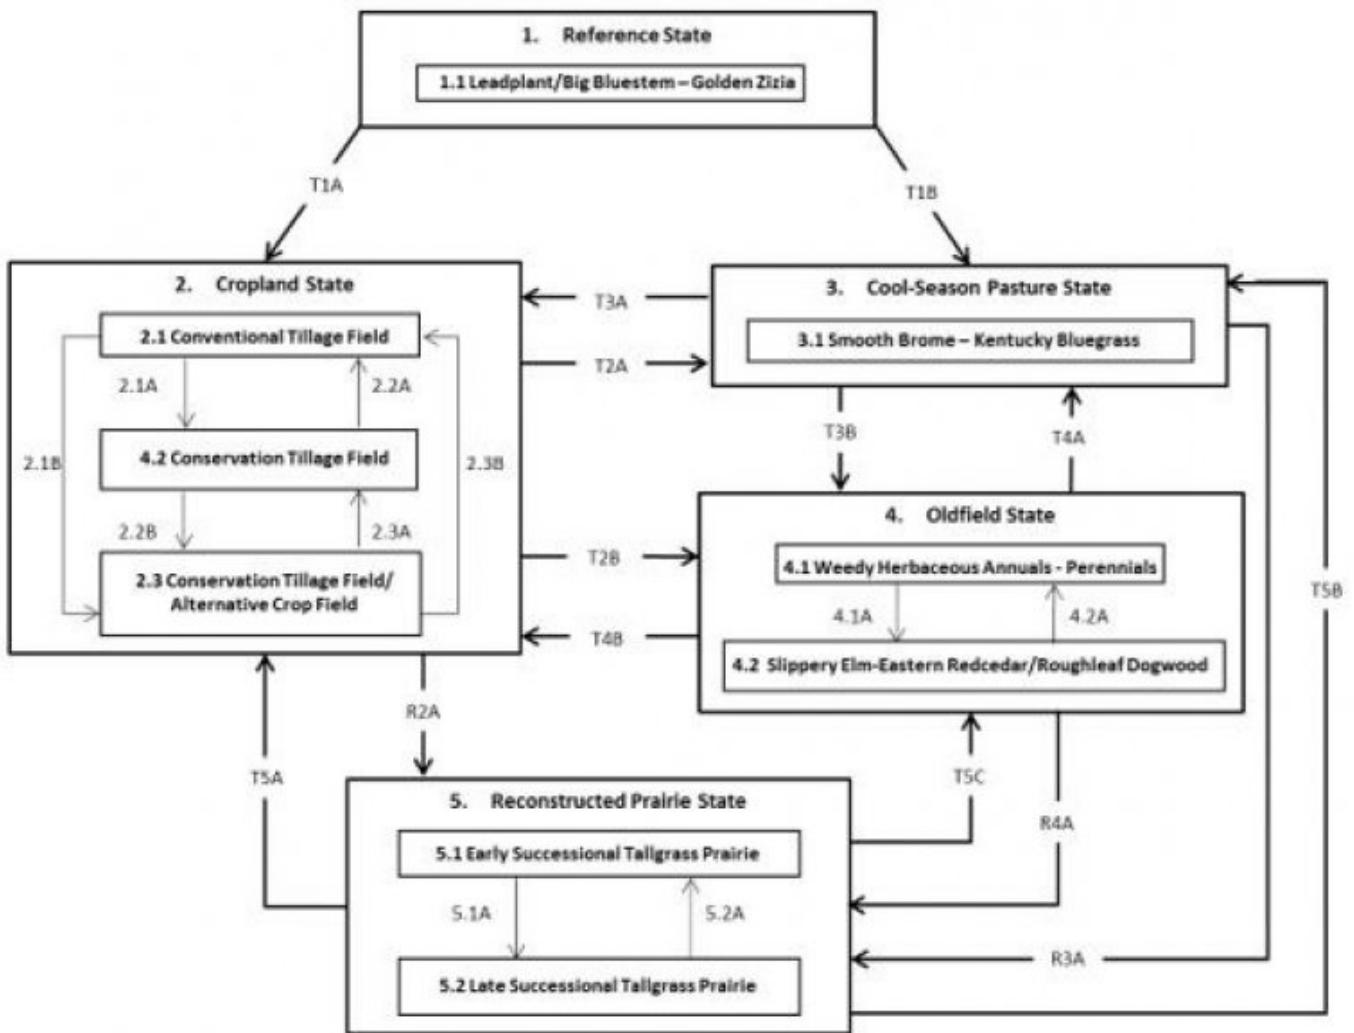 1. Reference State
1.1 Leadplant/Big Bluestem – Golden Zizia
T1A
T1B
2. Cropland State
2.1 Conventional Tillage Field
2.1A
2.2A
4.2 Conservation Tillage Field
2.1B
2.3B
2.2B
2.3A
2.3 Conservation Tillage Field/
Alternative Crop Field
T3A
T2A
3. Cool-Season Pasture State
3.1 Smooth Brome – Kentucky Bluegrass
T3B
T4A
T2B
T4B
4. Oldfield State
4.1 Weedy Herbaceous Annuals - Perennials
4.1A
4.2A
4.2 Slippery Elm-Eastern Redcedar/Roughleaf Dogwood
T5B
R2A
T5A
T5C
R4A
5. Reconstructed Prairie State
5.1 Early Successional Tallgrass Prairie
5.1A
5.2A
5.2 Late Successional Tallgrass Prairie
R3A